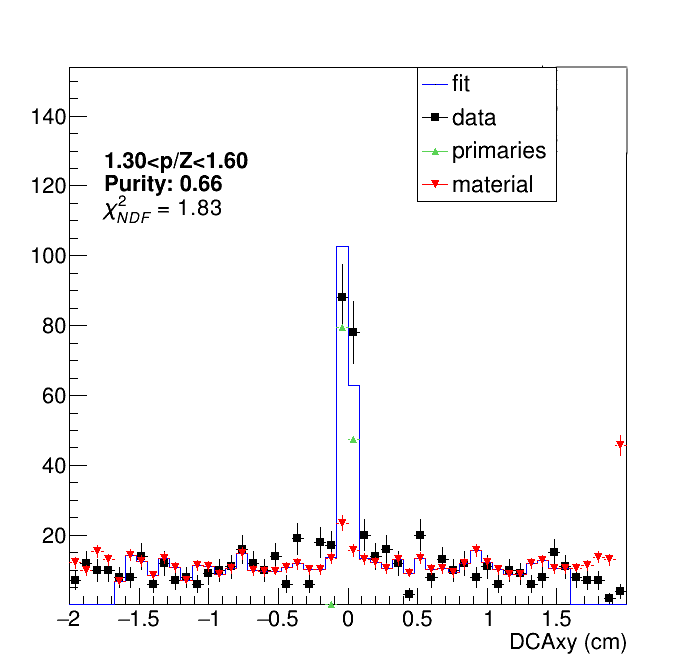 fit
data
primaries
material
1.30<p/Z<1.60
Purity: 0.66
χ²_NDF = 1.83
140
120
100
80
60
40
20
−2 −1.5 −1 −0.5 0 0.5 1 1.5
DCAxy (cm)